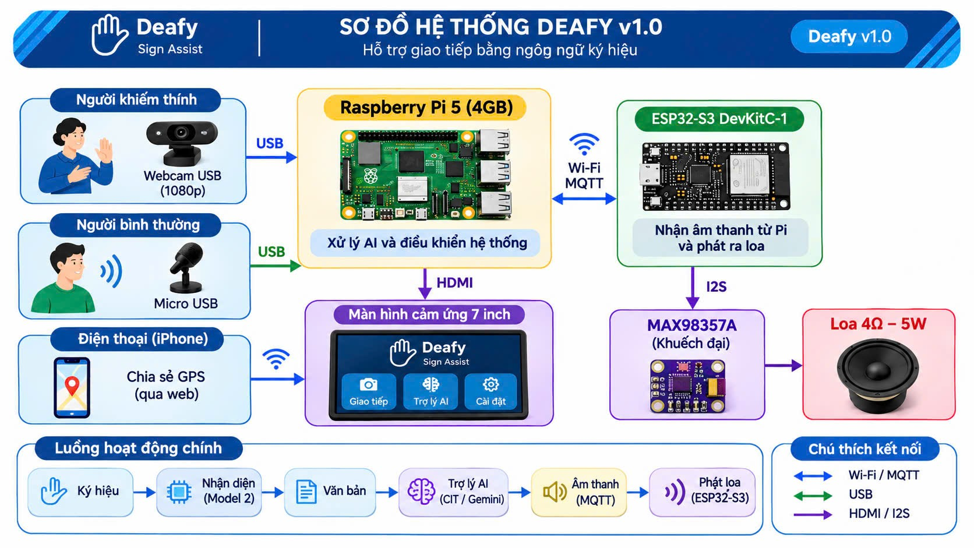 Deafy
Sign Assist
SƠ ĐỒ HỆ THỐNG DEAFY v1.0
Hỗ trợ giao tiếp bằng ngôn ngữ ký hiệu
Deafy v1.0
Người khiếm thính
Webcam USB
(1080p)
USB
Người bình thường
Micro USB
USB
Điện thoại (iPhone)
Chia sẻ GPS
(qua web)
Raspberry Pi 5 (4GB)
Xử lý AI và điều khiển hệ thống
HDMI
Màn hình cảm ứng 7 inch
Deafy
Sign Assist
Giao tiếp
Trợ lý AI
Cài đặt
Wi-Fi
MQTT
ESP32-S3 DevKitC-1
Nhận âm thanh từ Pi
và phát ra loa
I2S
MAX98357A
(Khuếch đại)
Loa 4Ω – 5W
Luồng hoạt động chính
Ký hiệu
Nhận diện
(Model 2)
Văn bản
Trợ lý AI
(CIT / Gemini)
Âm thanh
(MQTT)
Phát loa
(ESP32-S3)
Chú thích kết nối
Wi-Fi / MQTT
USB
HDMI / I2S